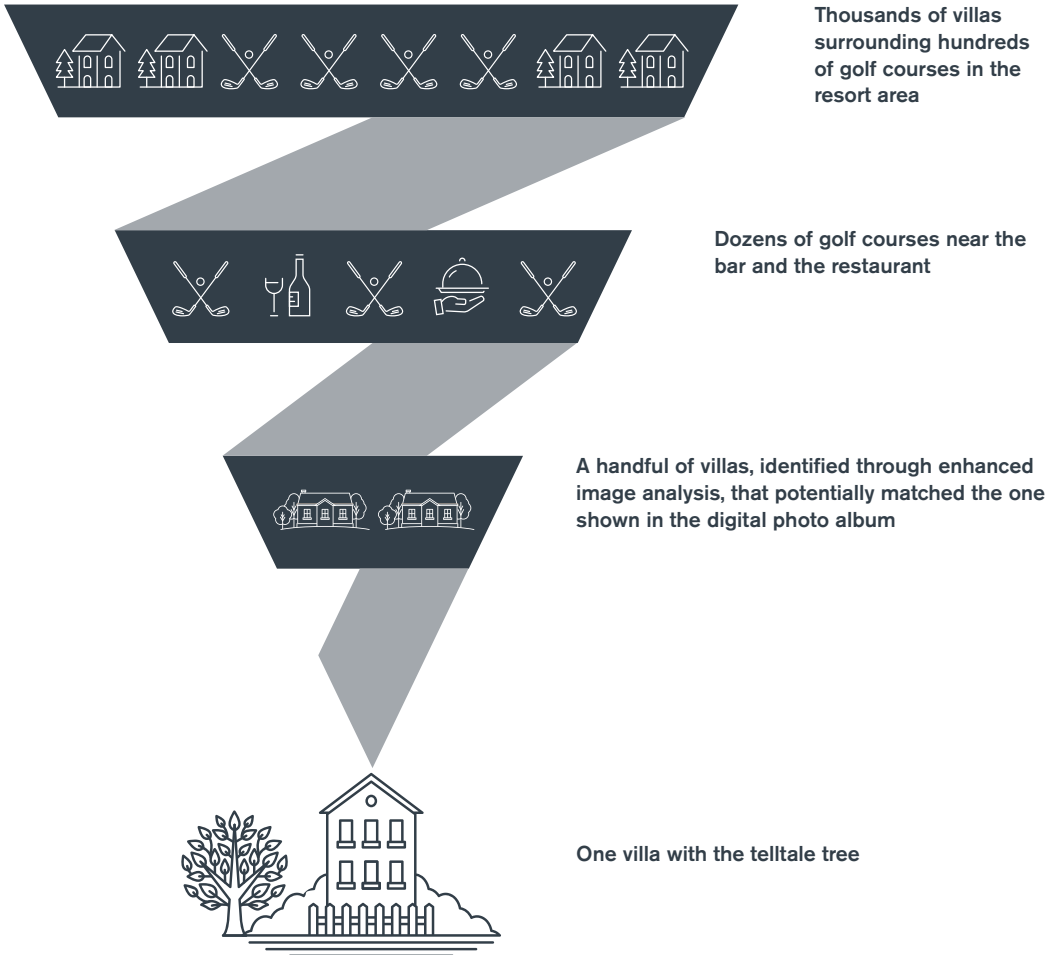 Thousands of villas
surrounding hundreds
of golf courses in the
resort area
Dozens of golf courses near the
bar and the restaurant
A handful of villas, identified through enhanced
image analysis, that potentially matched the one
shown in the digital photo album
One villa with the telltale tree